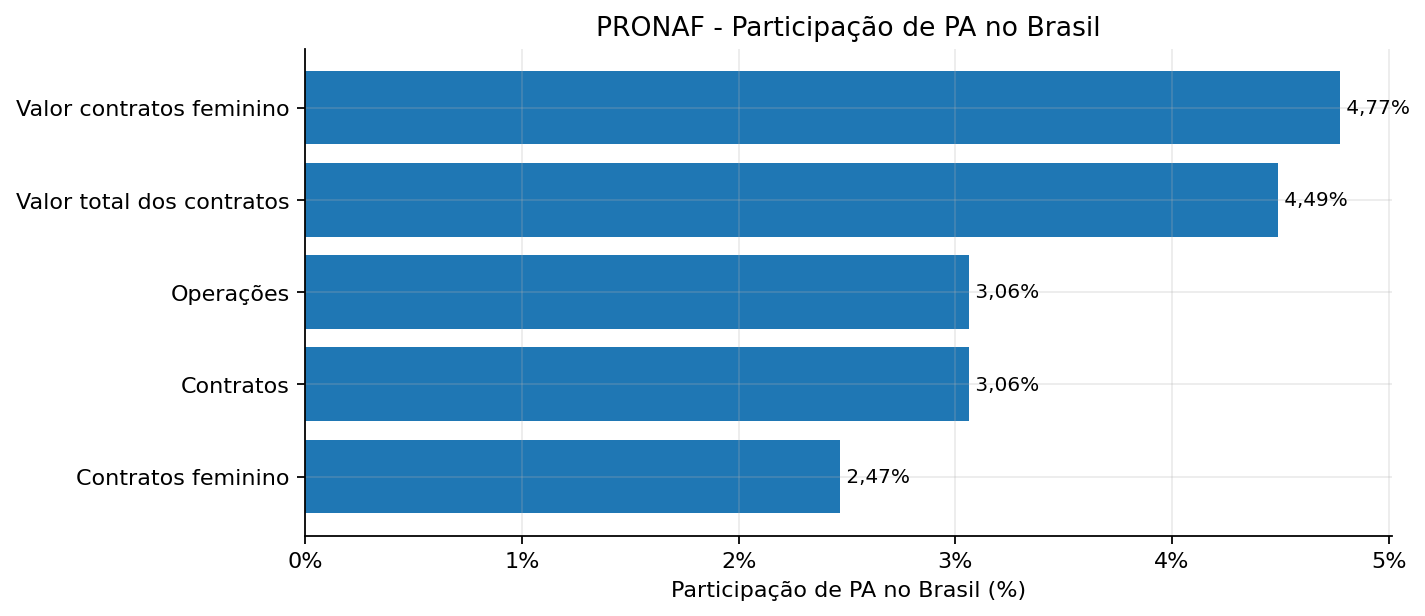 PRONAF - Participação de PA no Brasil
Valor contratos feminino
4,77%
Valor total dos contratos
4,49%
Operações
3,06%
Contratos
3,06%
Contratos feminino
2,47%
0% 1% 2% 3% 4% 5%
Participação de PA no Brasil (%)